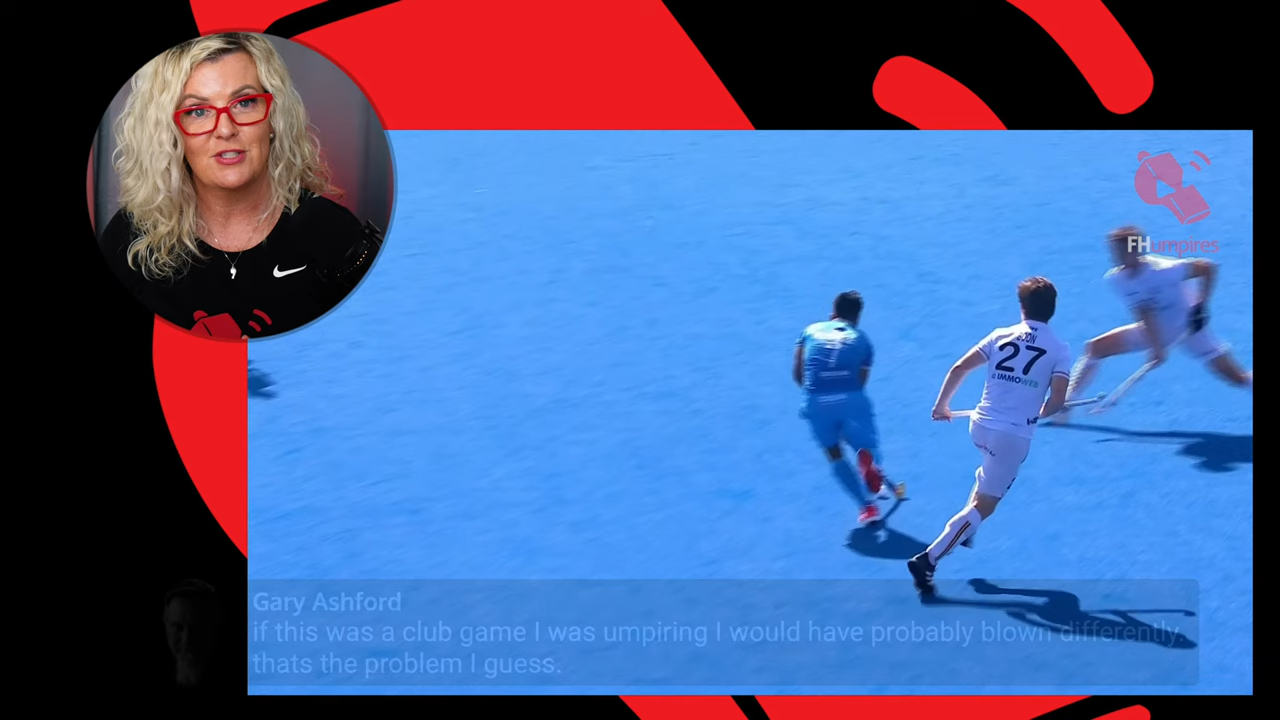 FHumpires
27
IMMOWEB
Gary Ashford
if this was a club game I was umpiring I would have probably blown differently,
thats the problem I guess.